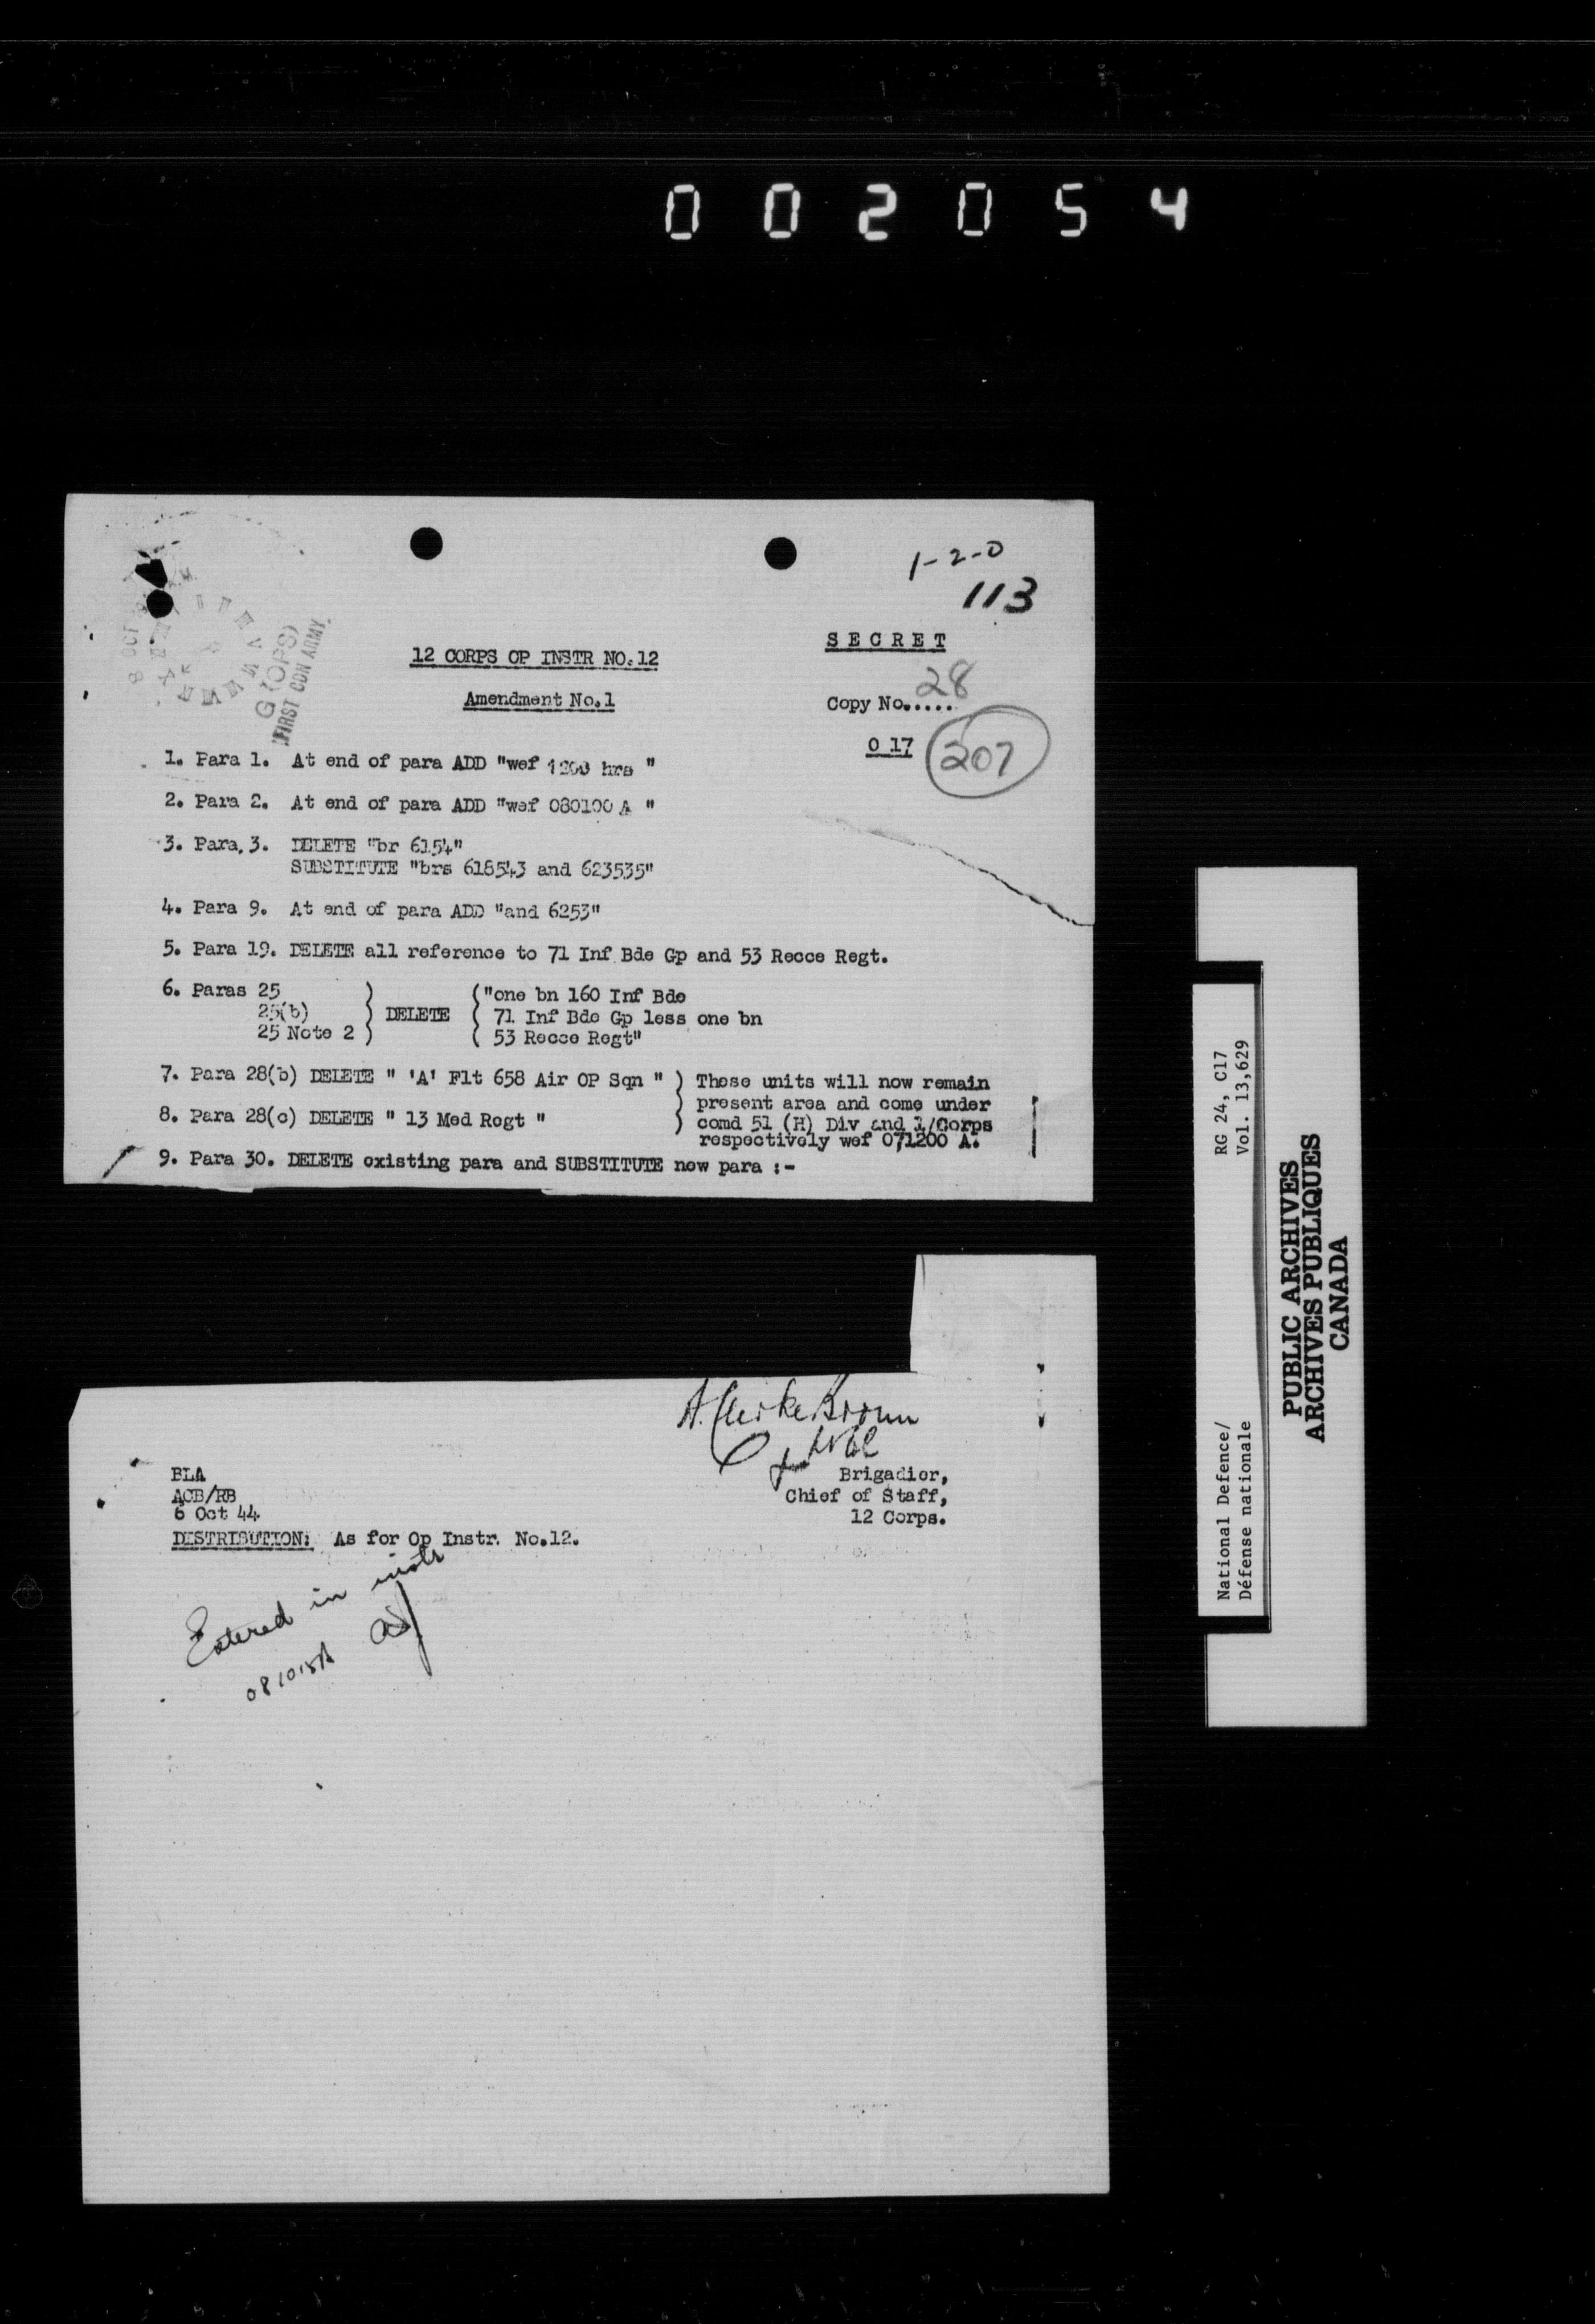 002054
1-2-0
113
SECRET
12 CORPS OP INSTR NO.12
Amendment No.1
Copy No..... 28
O 17
207
8 OCT
G (OPS)
FIRST CDN ARMY
1. Para 1. At end of para ADD "wef 1200 hrs "
2. Para 2. At end of para ADD "wef 080100 A "
3. Para. 3. DELETE "br 6154"
SUBSTITUTE "brs 618543 and 623535"
4. Para 9. At end of para ADD "and 6253"
5. Para 19. DELETE all reference to 71 Inf Bde Gp and 53 Recce Regt.
6. Paras 25 ) ( "one bn 160 Inf Bde
25(b) ) DELETE ( 71 Inf Bde Gp less one bn
25 Note 2 ) ( 53 Recce Regt"
7. Para 28(b) DELETE " 'A' Flt 658 Air OP Sqn " ) These units will now remain
) present area and come under
8. Para 28(c) DELETE " 13 Med Regt " ) comd 51 (H) Div and 1/Corps
respectively wef 071200 A.
9. Para 30. DELETE existing para and SUBSTITUTE new para :-
BLA
ACB/RB
6 Oct 44
Brigadier,
Chief of Staff,
12 Corps.
DISTRIBUTION: As for Op Instr. No.12.
Entered in instr
081015A
RG 24, C17
Vol. 13,629
National Defence/
Défense nationale
PUBLIC ARCHIVES
ARCHIVES PUBLIQUES
CANADA